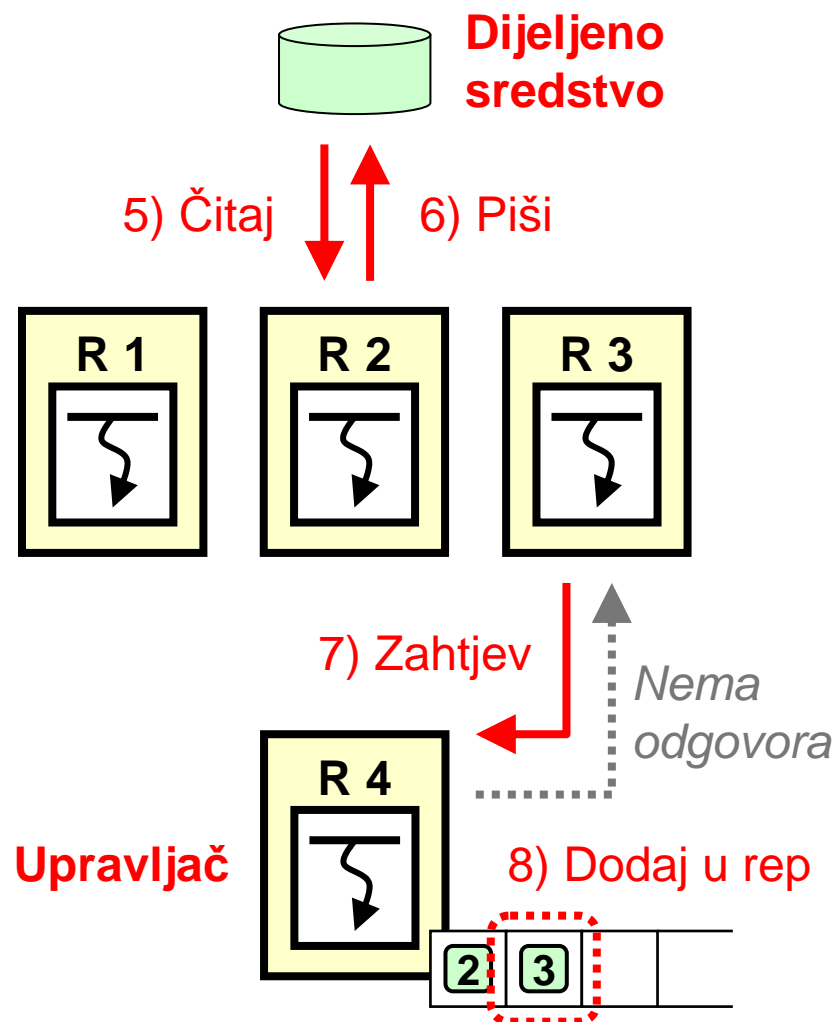 Dijeljeno
sredstvo
5) Čitaj
6) Piši
R 1
R 2
R 3
7) Zahtjev
Nema
odgovora
R 4
Upravljač
8) Dodaj u rep
2
3